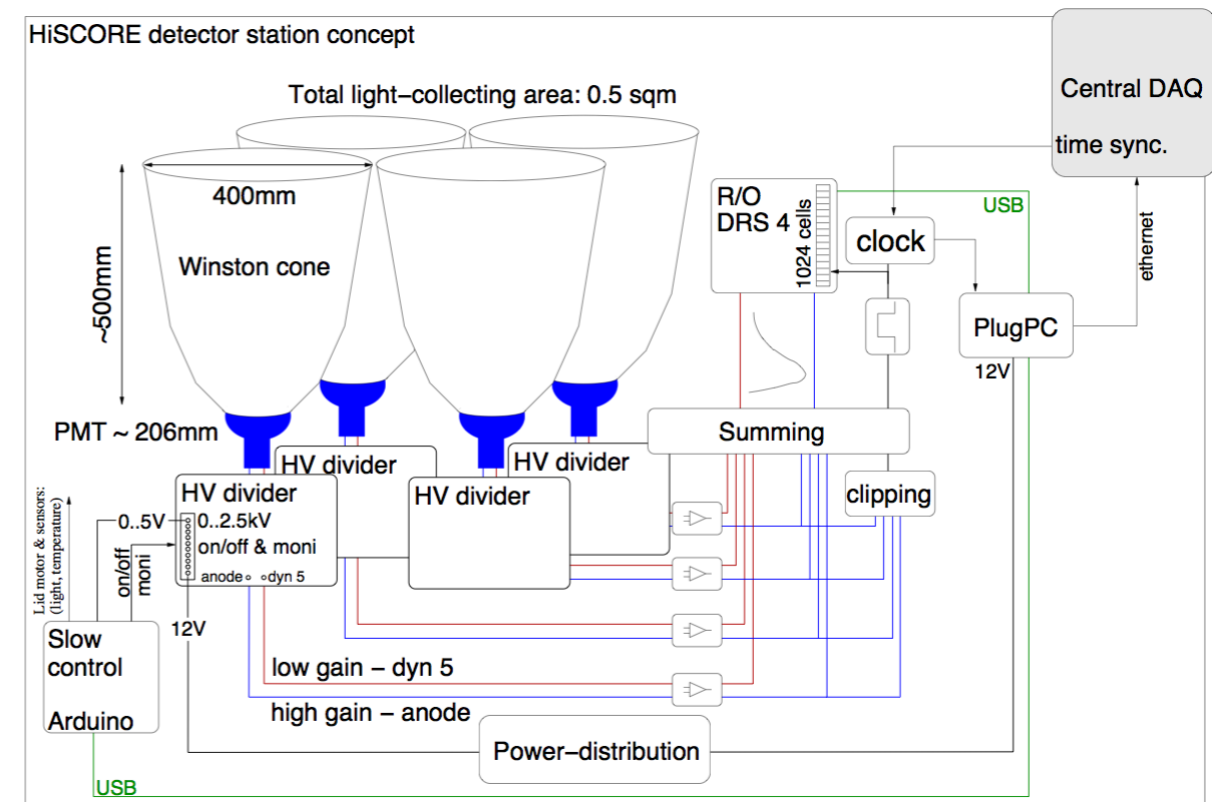 HiSCORE detector station concept
Total light−collecting area: 0.5 sqm
Central DAQ
time sync.
400mm
Winston cone
~500mm
PMT ~ 206mm
R/O
DRS 4
1024 cells
USB
clock
ethernet
PlugPC
12V
Summing
clipping
HV divider
HV divider
HV divider
HV divider
0..5V
0..2.5kV
on/off & moni
anode
dyn 5
on/off
moni
Lid motor & sensors:
(light, temperature)
12V
Slow
control
Arduino
low gain − dyn 5
high gain − anode
Power−distribution
USB